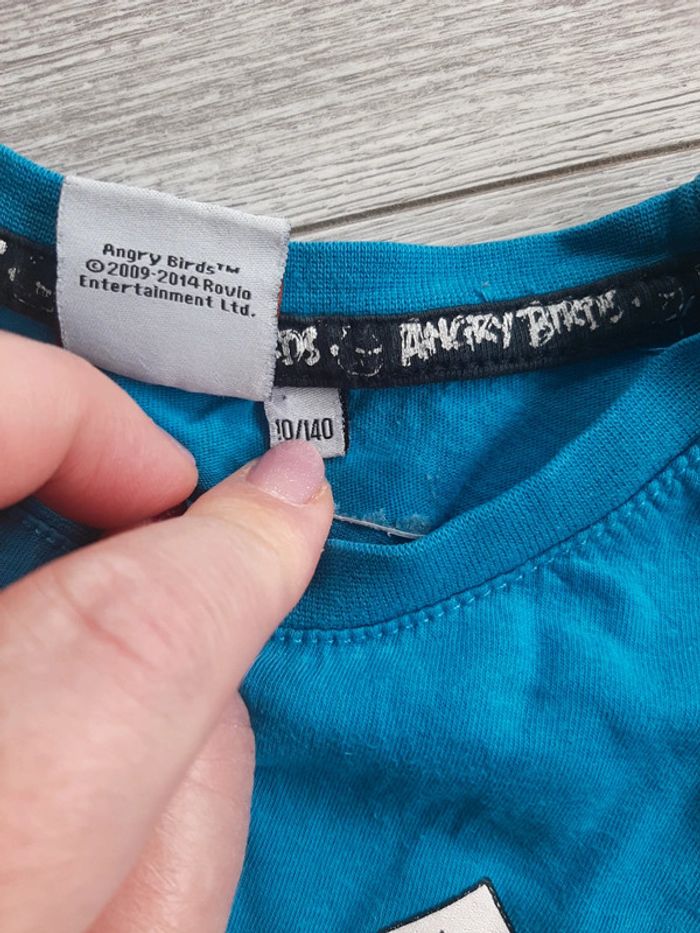 Angry Birds™
©2009-2014 Rovio
Entertainment Ltd.
ANGRY BIRDS
10/140